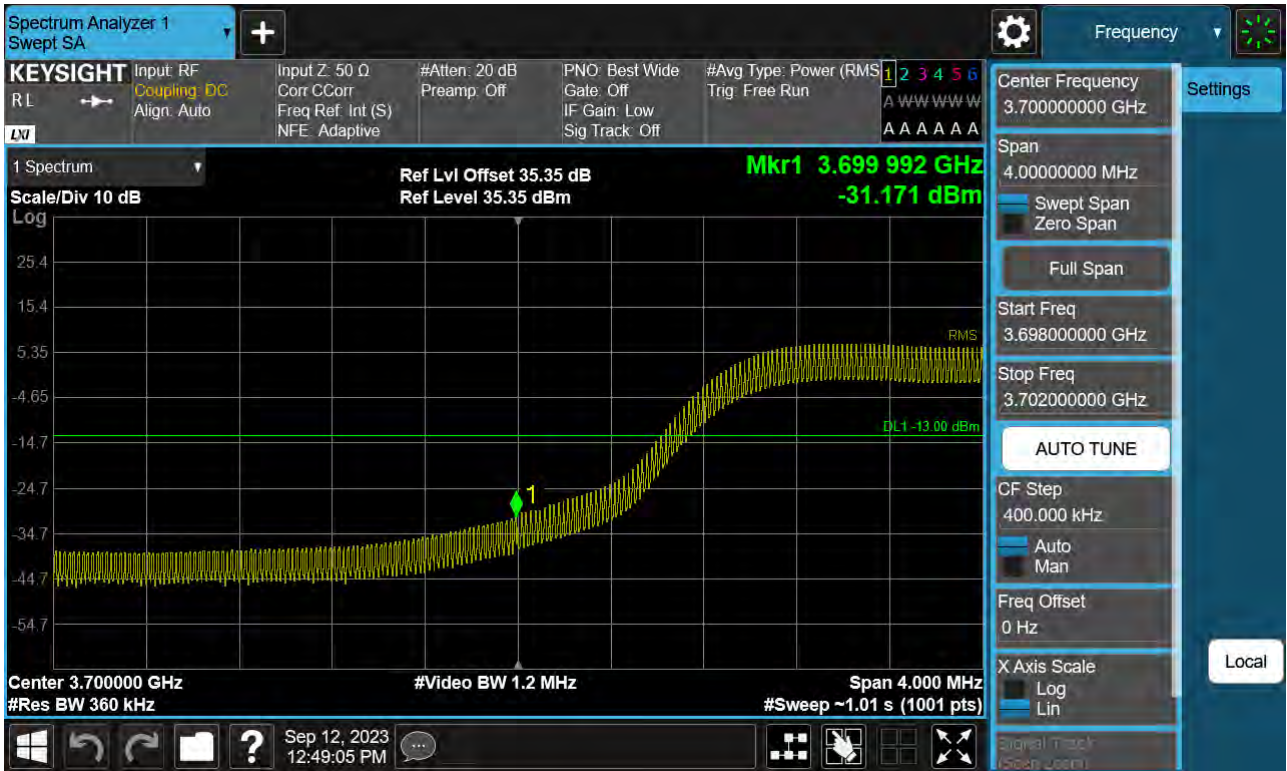 Spectrum Analyzer 1
Swept SA
Frequency
KEYSIGHT
RL
LXI
Input: RF
Coupling: DC
Align: Auto
Input Z: 50 Ω
Corr CCorr
Freq Ref: Int (S)
NFE: Adaptive
#Atten: 20 dB
Preamp: Off
PNO: Best Wide
Gate: Off
IF Gain: Low
Sig Track: Off
#Avg Type: Power (RMS
Trig: Free Run
1 2 3 4 5 6
A W W W W W
A A A A A A
1 Spectrum
Scale/Div 10 dB
Log
Ref Lvl Offset 35.35 dB
Ref Level 35.35 dBm
Mkr1 3.699 992 GHz
-31.171 dBm
25.4
15.4
5.35
-4.65
-14.7
-24.7
-34.7
-44.7
-54.7
RMS
DL1 -13.00 dBm
1
Center 3.700000 GHz
#Res BW 360 kHz
#Video BW 1.2 MHz
Span 4.000 MHz
#Sweep ~1.01 s (1001 pts)
Center Frequency
3.700000000 GHz
Span
4.00000000 MHz
Swept Span
Zero Span
Full Span
Start Freq
3.698000000 GHz
Stop Freq
3.702000000 GHz
AUTO TUNE
CF Step
400.000 kHz
Auto
Man
Freq Offset
0 Hz
X Axis Scale
Log
Lin
Signal Track
(Span Zoom)
Settings
Local
?
Sep 12, 2023
12:49:05 PM